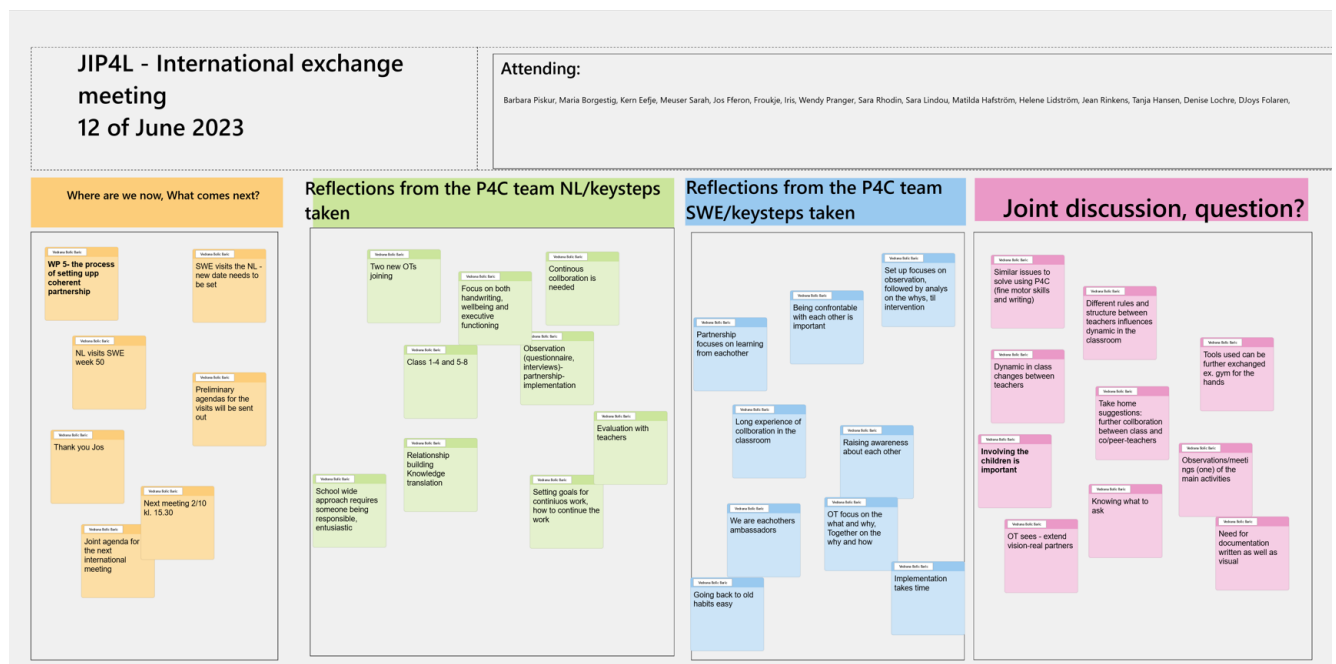 JIP4L - International exchange
meeting
12 of June 2023
Attending:
Barbara Piskur, Maria Borgestig, Kern Eefje, Meuser Sarah, Jos Fferon, Froukje, Iris, Wendy Pranger, Sara Rhodin, Sara Lindou, Matilda Hafström, Helene Lidström, Jean Rinkens, Tanja Hansen, Denise Lochre, DJoys Folaren,
Where are we now, What comes next?
WP 5- the process
of setting upp
coherent
partnership
SWE visits the NL -
new date needs to
be set
NL visits SWE
week 50
Preliminary
agendas for the
visits will be sent
out
Thank you Jos
Next meeting 2/10
kl. 15.30
Joint agenda for
the next
international
meeting
Reflections from the P4C team NL/keysteps
taken
Two new OTs
joining
Focus on both
handwriting,
wellbeing and
executive
functioning
Continous
collboration is
needed
Class 1-4 and 5-8
Observation
(questionnaire,
interviews)-
partnership-
implementation
Evaluation with
teachers
Relationship
building
Knowledge
translation
School wide
approach requires
someone being
responsible,
entusiastic
Setting goals for
continiuos work,
how to continue the
work
Reflections from the P4C team
SWE/keysteps taken
Set up focuses on
observation,
followed by analys
on the whys, til
intervention
Being confrontable
with each other is
important
Partnership
focuses on learning
from eachother
Long experience of
collboration in the
classroom
Raising awareness
about each other
We are eachothers
ambassadors
OT focus on the
what and why,
Together on the
why and how
Implementation
takes time
Going back to old
habits easy
Joint discussion, question?
Similar issues to
solve using P4C
(fine motor skills
and writing)
Different rules and
structure between
teachers influences
dynamic in the
classroom
Tools used can be
further exchanged
ex. gym for the
hands
Dynamic in class
changes between
teachers
Take home
suggestions:
further collboration
between class and
co/peer-teachers
Involving the
children is
important
Observations/meeti
ngs (one) of the
main activities
Knowing what to
ask
OT sees - extend
vision-real partners
Need for
documentation
written as well as
visual